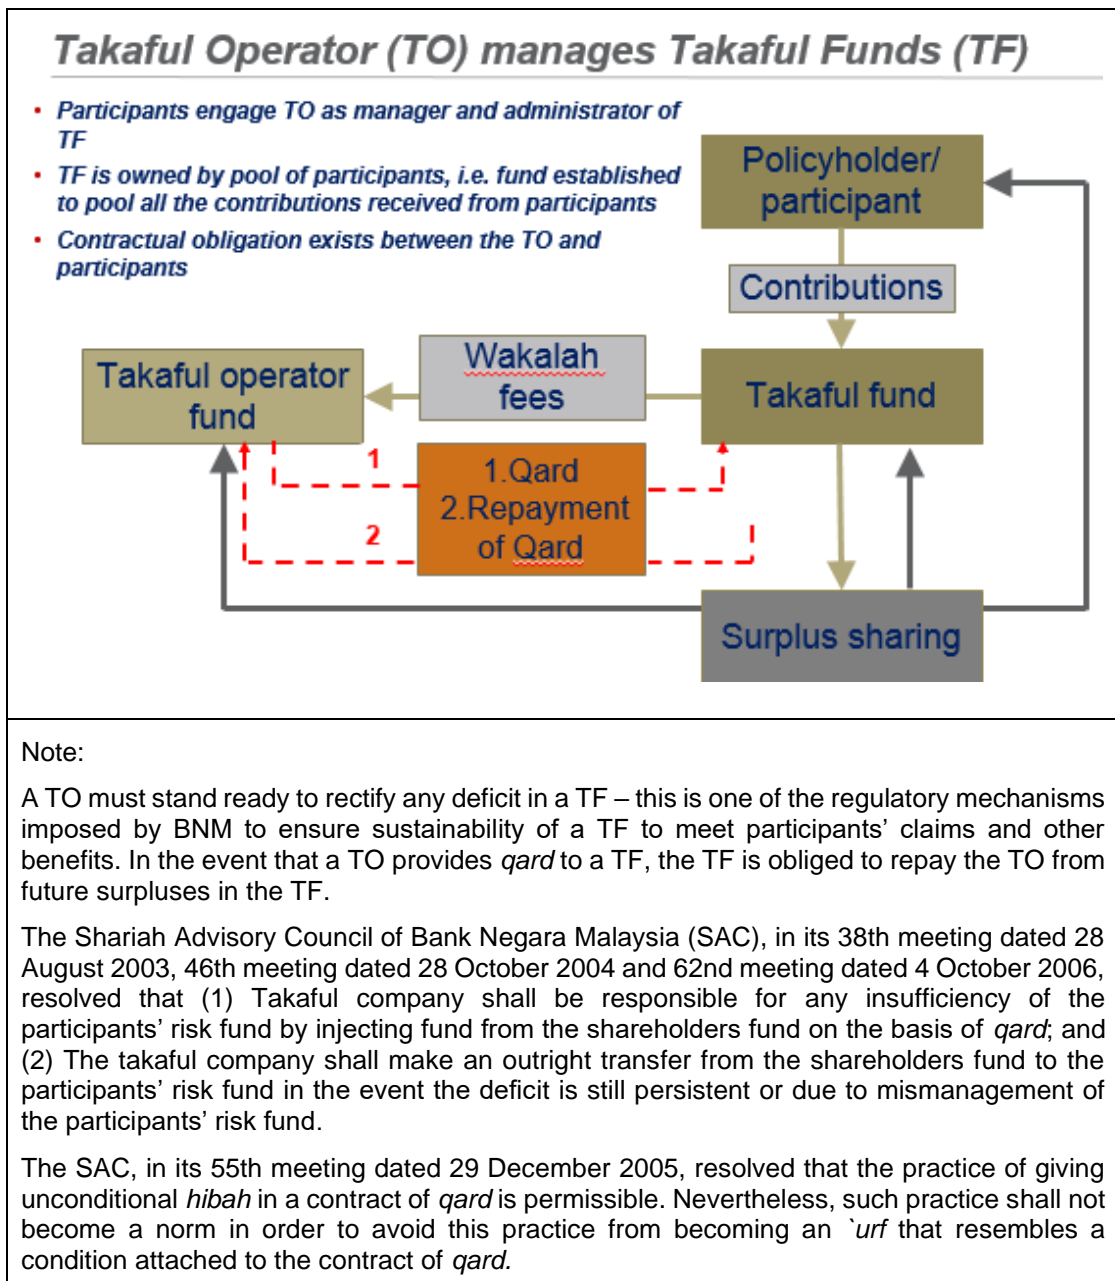 Takaful Operator (TO) manages Takaful Funds (TF)
• Participants engage TO as manager and administrator of
TF
• TF is owned by pool of participants, i.e. fund established
to pool all the contributions received from participants
• Contractual obligation exists between the TO and
participants
Policyholder/
participant
Contributions
Takaful operator
fund
Wakalah
fees
Takaful fund
1
2
1.Qard
2.Repayment
of Qard
Surplus sharing
Note:
A TO must stand ready to rectify any deficit in a TF – this is one of the regulatory mechanisms
imposed by BNM to ensure sustainability of a TF to meet participants’ claims and other
benefits. In the event that a TO provides qard to a TF, the TF is obliged to repay the TO from
future surpluses in the TF.
The Shariah Advisory Council of Bank Negara Malaysia (SAC), in its 38th meeting dated 28
August 2003, 46th meeting dated 28 October 2004 and 62nd meeting dated 4 October 2006,
resolved that (1) Takaful company shall be responsible for any insufficiency of the
participants’ risk fund by injecting fund from the shareholders fund on the basis of qard; and
(2) The takaful company shall make an outright transfer from the shareholders fund to the
participants’ risk fund in the event the deficit is still persistent or due to mismanagement of
the participants’ risk fund.
The SAC, in its 55th meeting dated 29 December 2005, resolved that the practice of giving
unconditional hibah in a contract of qard is permissible. Nevertheless, such practice shall not
become a norm in order to avoid this practice from becoming an `urf that resembles a
condition attached to the contract of qard.